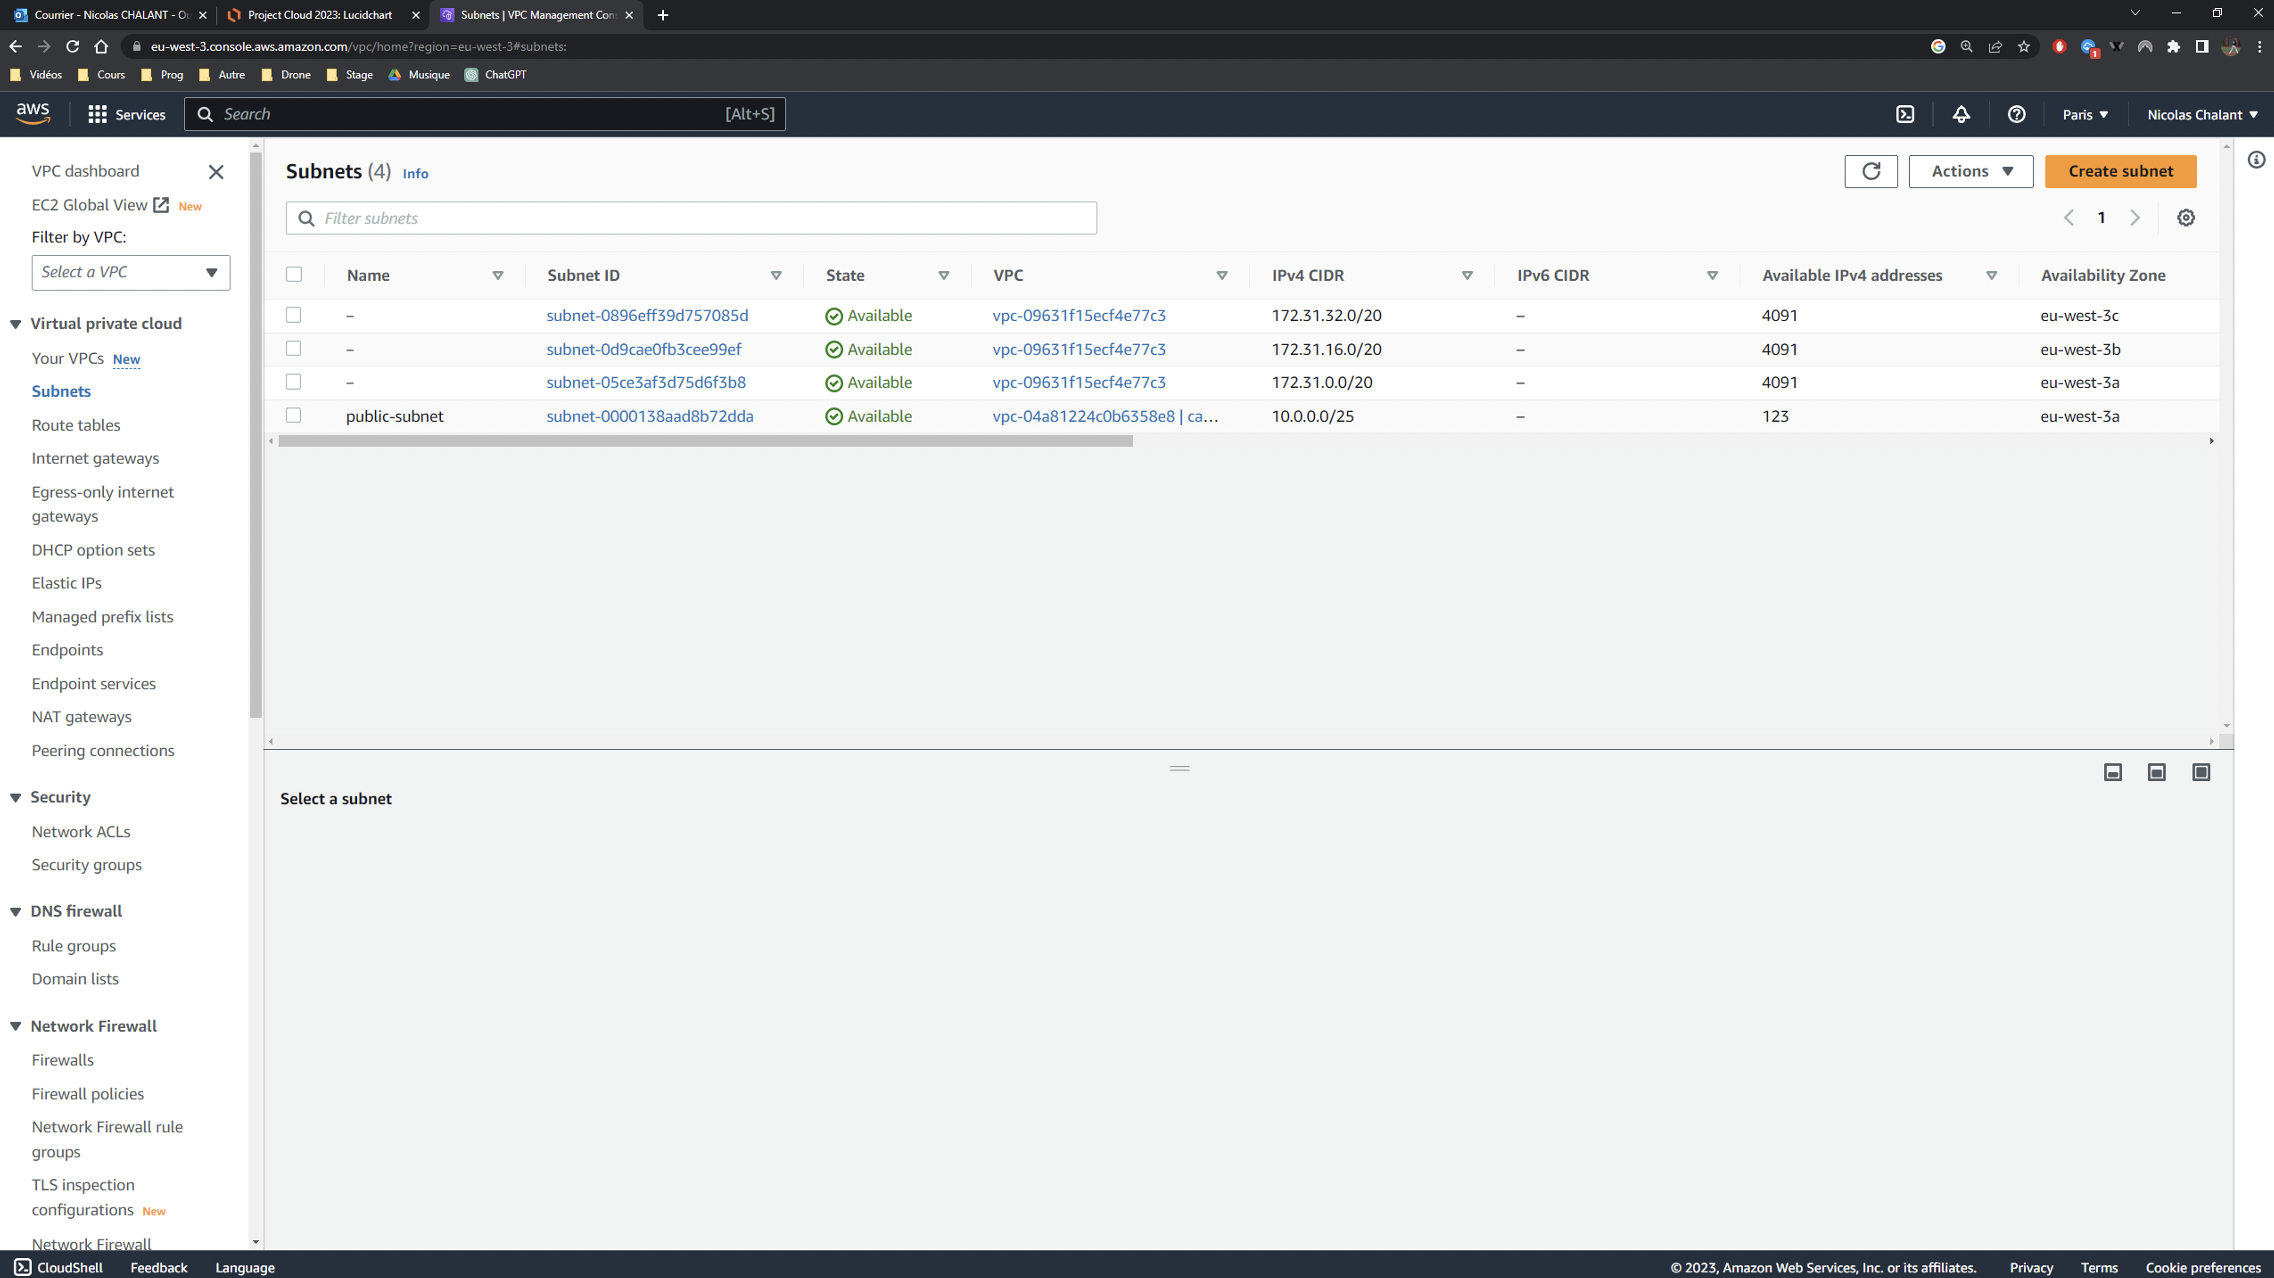 Courrier - Nicolas CHALANT - Ou
Project Cloud 2023: Lucidchart
Subnets | VPC Management Con
eu-west-3.console.aws.amazon.com/vpc/home?region=eu-west-3#subnets:
1
Vidéos
Cours
Prog
Autre
Drone
Stage
Musique
ChatGPT
aws
Services
Search
[Alt+S]
Paris
Nicolas Chalant
VPC dashboard
EC2 Global View New
Filter by VPC:
Select a VPC
Virtual private cloud
Your VPCs New
Subnets
Route tables
Internet gateways
Egress-only internet
gateways
DHCP option sets
Elastic IPs
Managed prefix lists
Endpoints
Endpoint services
NAT gateways
Peering connections
Security
Network ACLs
Security groups
DNS firewall
Rule groups
Domain lists
Network Firewall
Firewalls
Firewall policies
Network Firewall rule
groups
TLS inspection
configurations New
Network Firewall
Subnets (4) Info
Actions
Create subnet
Filter subnets
1
Name Subnet ID State VPC IPv4 CIDR IPv6 CIDR Available IPv4 addresses Availability Zone
– subnet-0896eff39d757085d Available vpc-09631f15ecf4e77c3 172.31.32.0/20 – 4091 eu-west-3c
– subnet-0d9cae0fb3cee99ef Available vpc-09631f15ecf4e77c3 172.31.16.0/20 – 4091 eu-west-3b
– subnet-05ce3af3d75d6f3b8 Available vpc-09631f15ecf4e77c3 172.31.0.0/20 – 4091 eu-west-3a
public-subnet subnet-0000138aad8b72dda Available vpc-04a81224c0b6358e8 | ca... 10.0.0.0/25 – 123 eu-west-3a
Select a subnet
CloudShell
Feedback
Language
© 2023, Amazon Web Services, Inc. or its affiliates.
Privacy
Terms
Cookie preferences